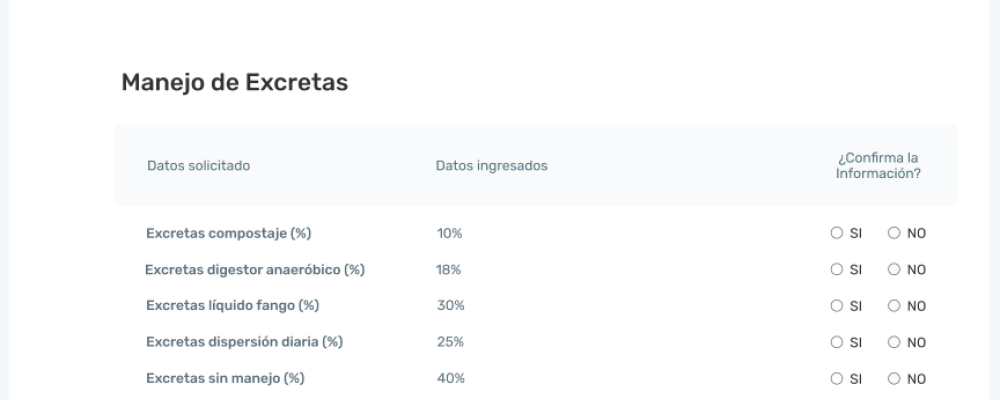 Manejo de Excretas
Datos solicitado Datos ingresados ¿Confirma la
Información?
Excretas compostaje (%) 10% SI NO
Excretas digestor anaeróbico (%) 18% SI NO
Excretas líquido fango (%) 30% SI NO
Excretas dispersión diaria (%) 25% SI NO
Excretas sin manejo (%) 40% SI NO